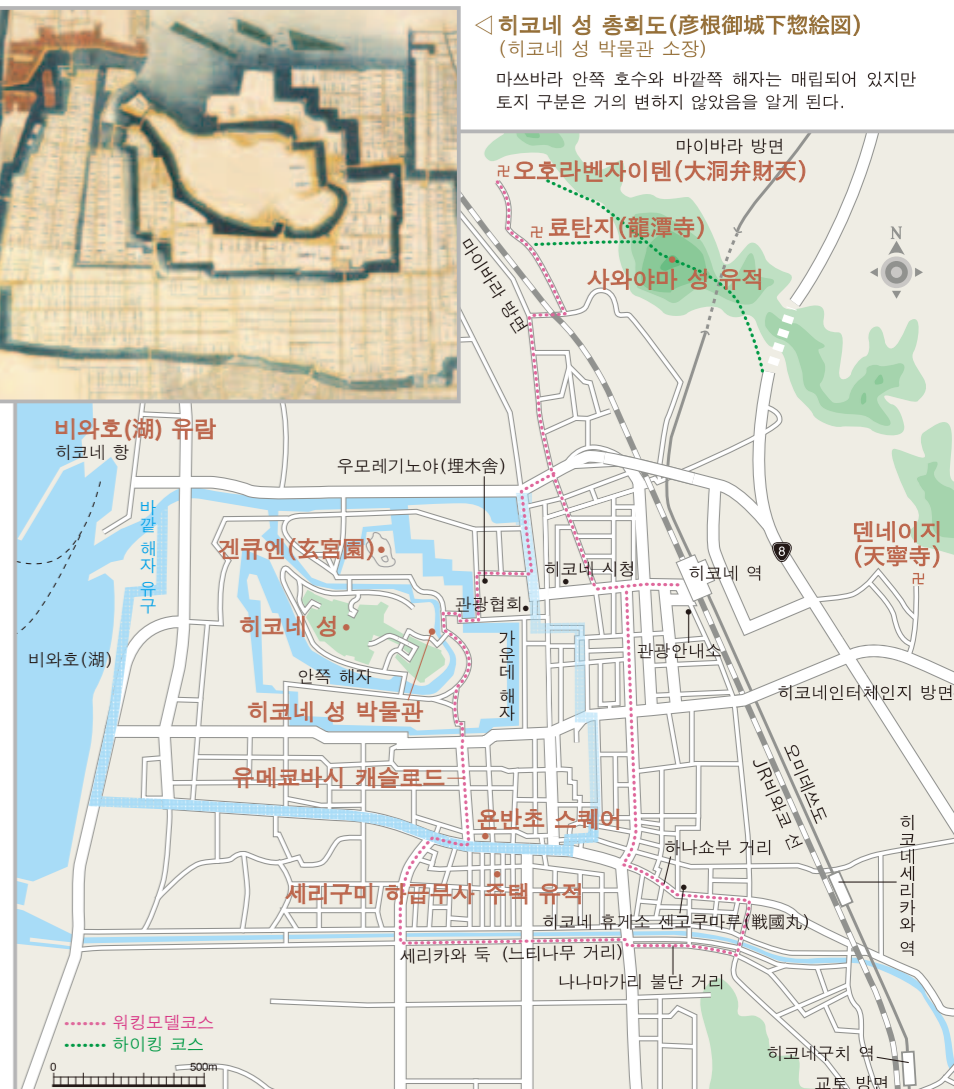 ◁히코네 성 총회도(彦根御城下惣絵図)
(히코네 성 박물관 소장)
마쓰바라 안쪽 호수와 바깥쪽 해자는 매립되어 있지만
토지 구분은 거의 변하지 않았음을 알게 된다.
마이바라 방면
卍 오호라벤자이텐(大洞弁財天)
卍 료탄지(龍潭寺)
마이바라 방면
사와야마 성 유적
N
비와호(湖) 유람
히코네 항
우모레기노야(埋木舎)
바깥 해자 유구
겐큐엔(玄宮園)
히코네 시청
히코네 역
8
덴네이지
(天寧寺)
卍
관광협회
히코네 성
가운데 해자
관광안내소
비와호(湖)
안쪽 해자
히코네인터체인지 방면
히코네 성 박물관
오미데쓰도
JR비와코 선
유메쿄바시 캐슬로드
욘반초 스퀘어
하나쇼부 거리
히코네세리카와 역
세리구미 하급무사 주택 유적
히코네 휴게소 센고쿠마루(戦國丸)
세리카와 둑 (느티나무 거리)
나나마가리 불단 거리
워킹모델코스
하이킹 코스
0 500m
히코네구치 역
교토 방면